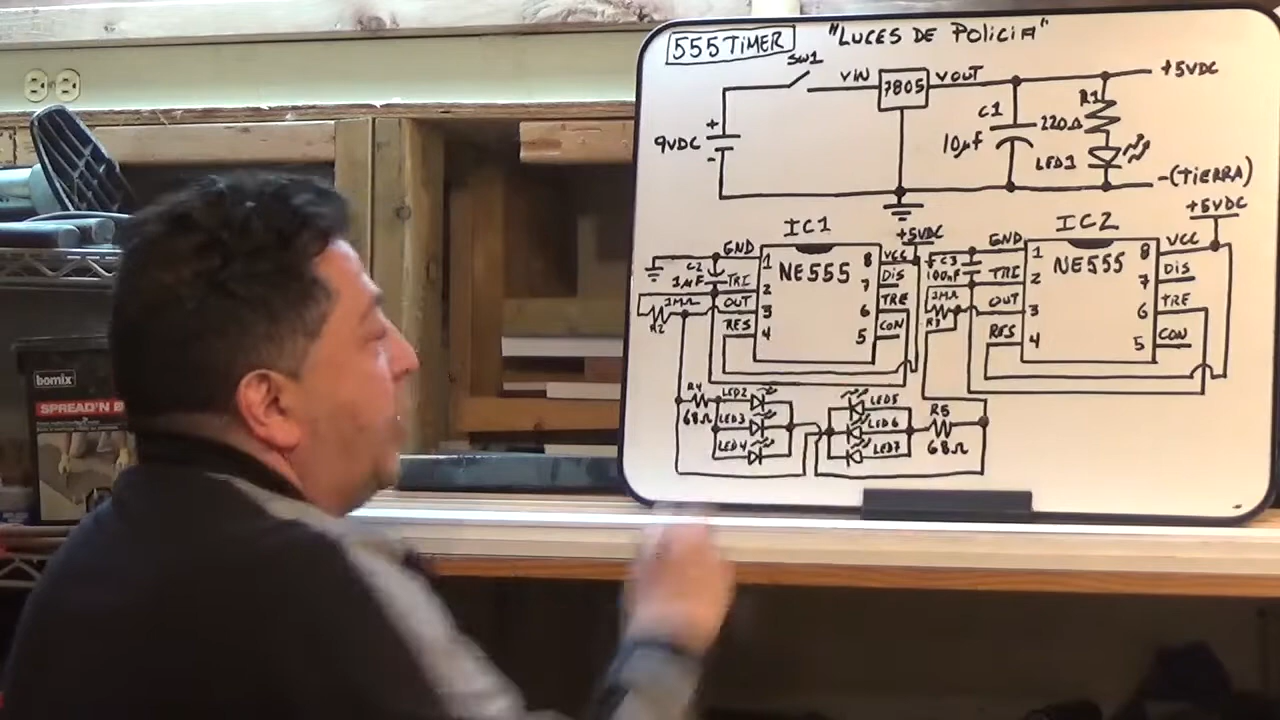 555 TIMER
"LUCES DE POLICIA"
SW1
VIN
7805
VOUT
+5VDC
C1
10µf
R1
220Ω
9VDC
+
-
LED1
-(TIERRA)
+5VDC
IC1
+5VDC
IC2
GND
1
NE555
8
VCC
C2
1µF
TRI
2
DIS
7
1MΩ
R2
OUT
3
TRE
6
RES
4
CON
5
GND
1
NE555
8
VCC
C3
100nF
TRI
2
DIS
7
1MΩ
R3
OUT
3
TRE
6
RES
4
CON
5
R4
68Ω
LED2
LED3
LED4
LED5
LED6
LED7
R5
68Ω
bomix
SPREAD'N